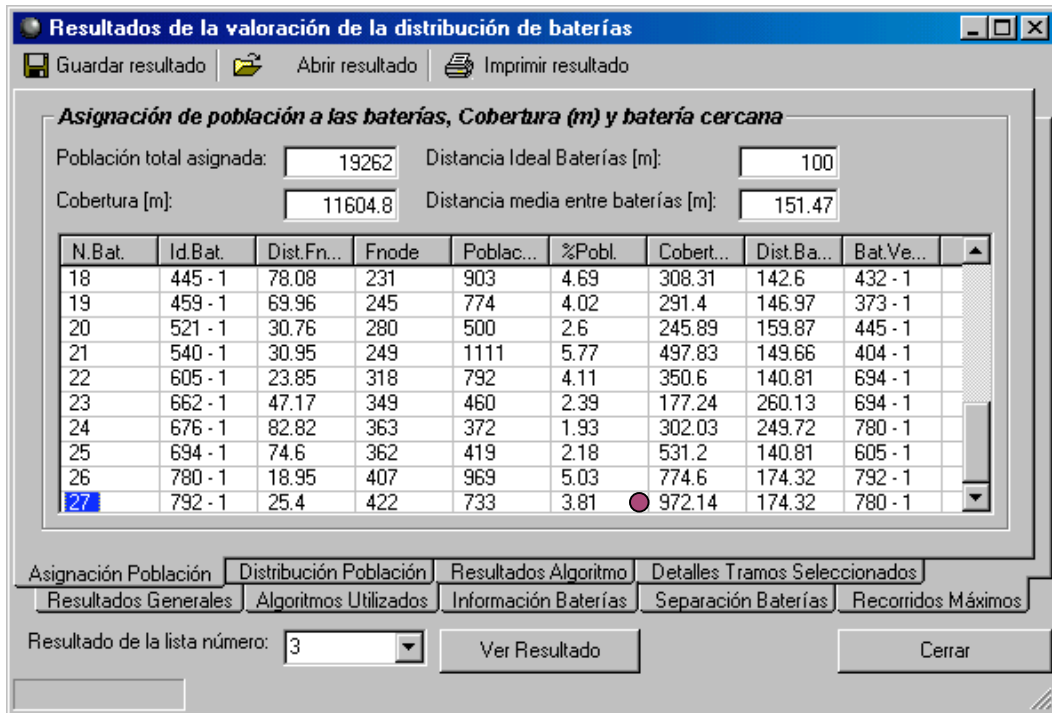 Resultados de la valoración de la distribución de baterías
Guardar resultado Abrir resultado Imprimir resultado
Asignación de población a las baterías, Cobertura (m) y batería cercana
Población total asignada: 19262 Distancia Ideal Baterías [m]: 100
Cobertura [m]: 11604.8 Distancia media entre baterías [m]: 151.47
N.Bat. Id.Bat. Dist.Fn... Fnode Poblac... %Pobl. Cobert... Dist.Ba... Bat.Ve...
18 445 - 1 78.08 231 903 4.69 308.31 142.6 432 - 1
19 459 - 1 69.96 245 774 4.02 291.4 146.97 373 - 1
20 521 - 1 30.76 280 500 2.6 245.89 159.87 445 - 1
21 540 - 1 30.95 249 1111 5.77 497.83 149.66 404 - 1
22 605 - 1 23.85 318 792 4.11 350.6 140.81 694 - 1
23 662 - 1 47.17 349 460 2.39 177.24 260.13 694 - 1
24 676 - 1 82.82 363 372 1.93 302.03 249.72 780 - 1
25 694 - 1 74.6 362 419 2.18 531.2 140.81 605 - 1
26 780 - 1 18.95 407 969 5.03 774.6 174.32 792 - 1
27 792 - 1 25.4 422 733 3.81 972.14 174.32 780 - 1
Asignación Población Distribución Población Resultados Algoritmo Detalles Tramos Seleccionados
Resultados Generales Algoritmos Utilizados Información Baterías Separación Baterías Recorridos Máximos
Resultado de la lista número: 3 Ver Resultado Cerrar